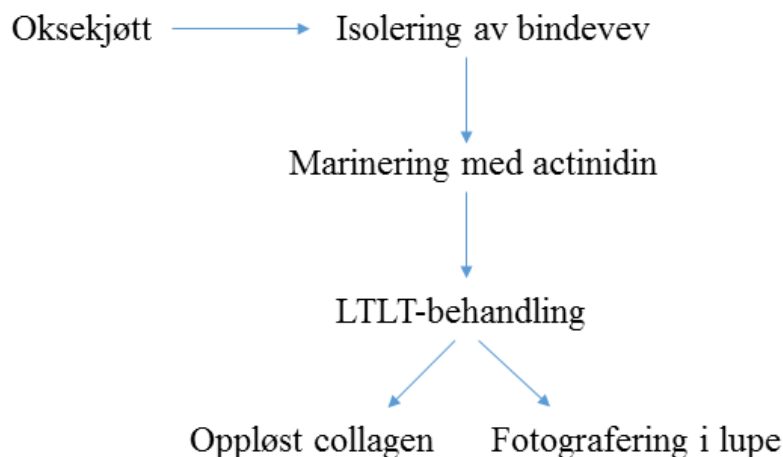 Oksekjøtt
Isolering av bindevev
Marinering med actinidin
LTLT-behandling
Oppløst collagen
Fotografering i lupe